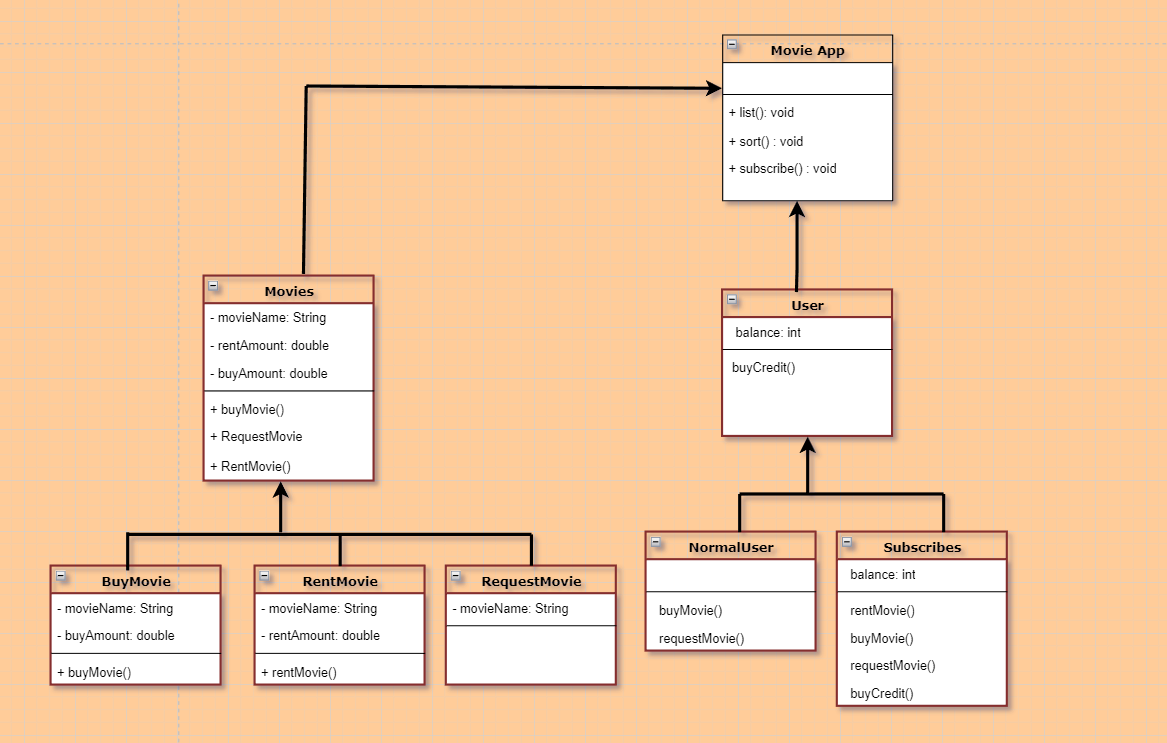 Movie App
+ list(): void
+ sort() : void
+ subscribe() : void
Movies
- movieName: String
- rentAmount: double
- buyAmount: double
+ buyMovie()
+ RequestMovie
+ RentMovie()
User
balance: int
buyCredit()
BuyMovie
- movieName: String
- buyAmount: double
+ buyMovie()
RentMovie
- movieName: String
- rentAmount: double
+ rentMovie()
RequestMovie
- movieName: String
NormalUser
buyMovie()
requestMovie()
Subscribes
balance: int
rentMovie()
buyMovie()
requestMovie()
buyCredit()